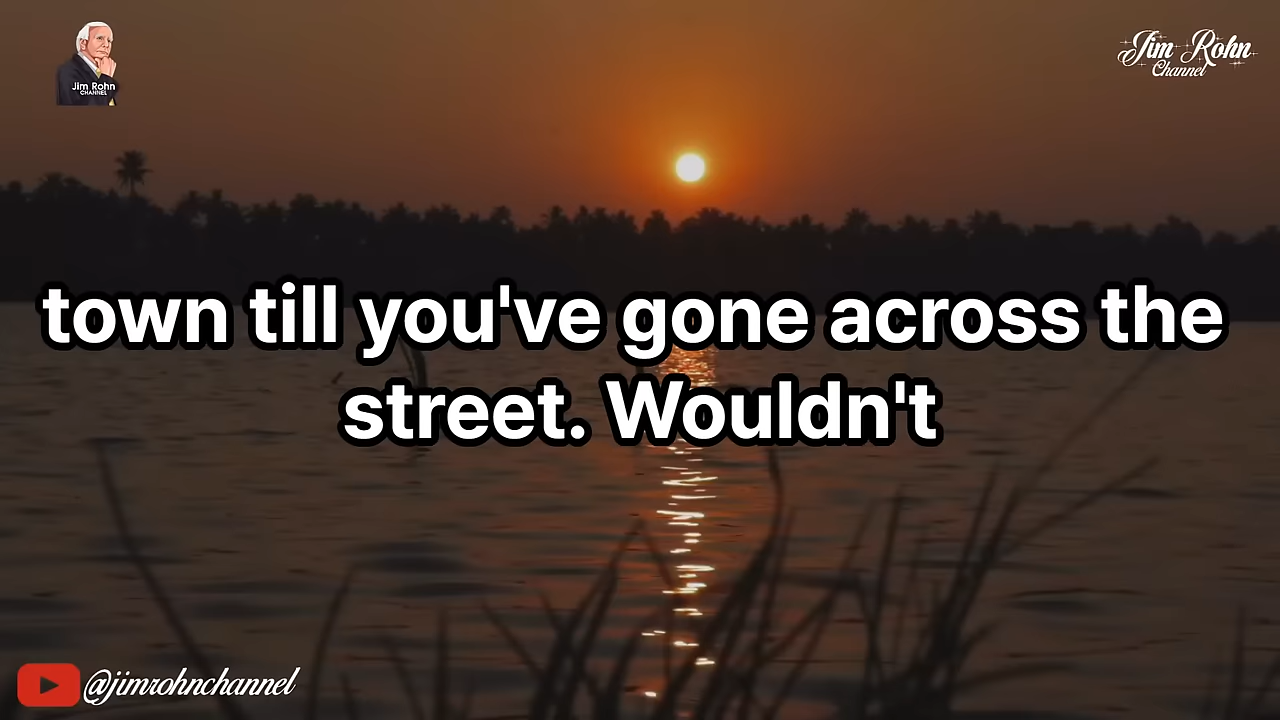 Jim Rohn
CHANNEL
Jim Rohn
Channel
town till you've gone across the
street. Wouldn't
@jimrohnchannel